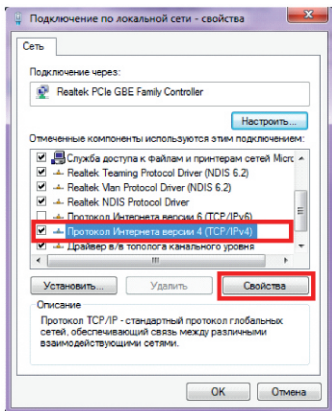 Подключение по локальной сети - свойства
Сеть
Подключение через:
Realtek PCIe GBE Family Controller
Настроить...
Отмеченные компоненты используются этим подключением:
Служба доступа к файлам и принтерам сетей Micro
Realtek Teaming Protocol Driver (NDIS 6.2)
Realtek Vlan Protocol Driver (NDIS 6.2)
Realtek NDIS Protocol Driver
Протокол Интернета версии 6 (TCP/IPv6)
Протокол Интернета версии 4 (TCP/IPv4)
Драйвер в/в тополога канального уровня
Установить...
Удалить
Свойства
Описание
Протокол TCP/IP - стандартный протокол глобальных
сетей, обеспечивающий связь между различными
взаимодействующими сетями.
OK
Отмена